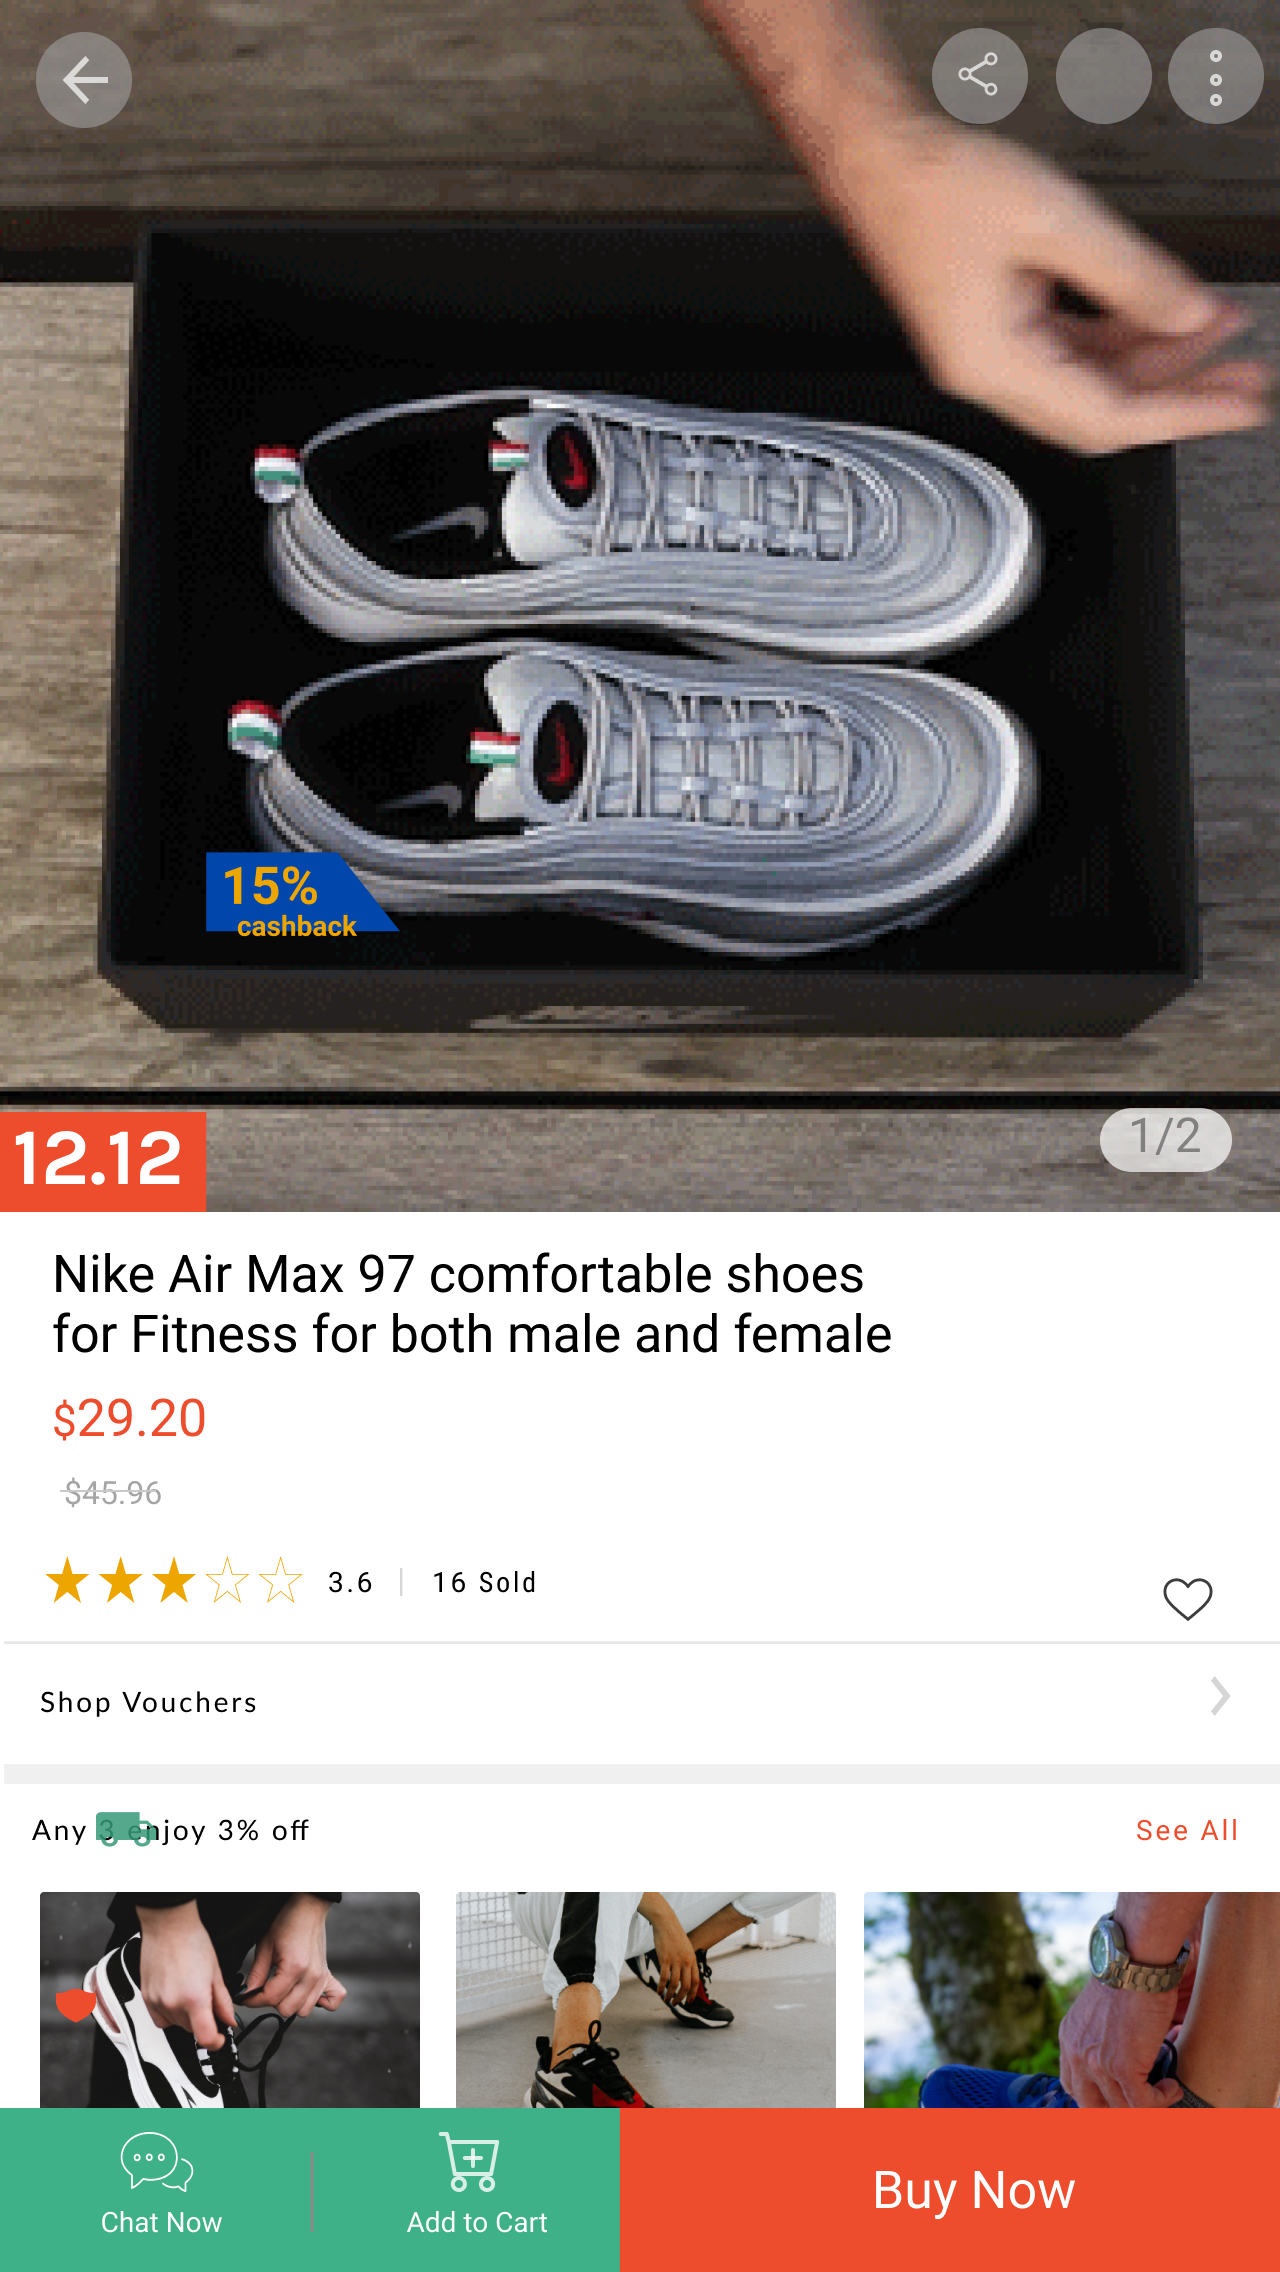 15%
cashback
12.12
1/2
Nike Air Max 97 comfortable shoes
for Fitness for both male and female
$29.20
$45.96
3.6 | 16 Sold
Shop Vouchers
Any 3 enjoy 3% off
See All
Chat Now
Add to Cart
Buy Now